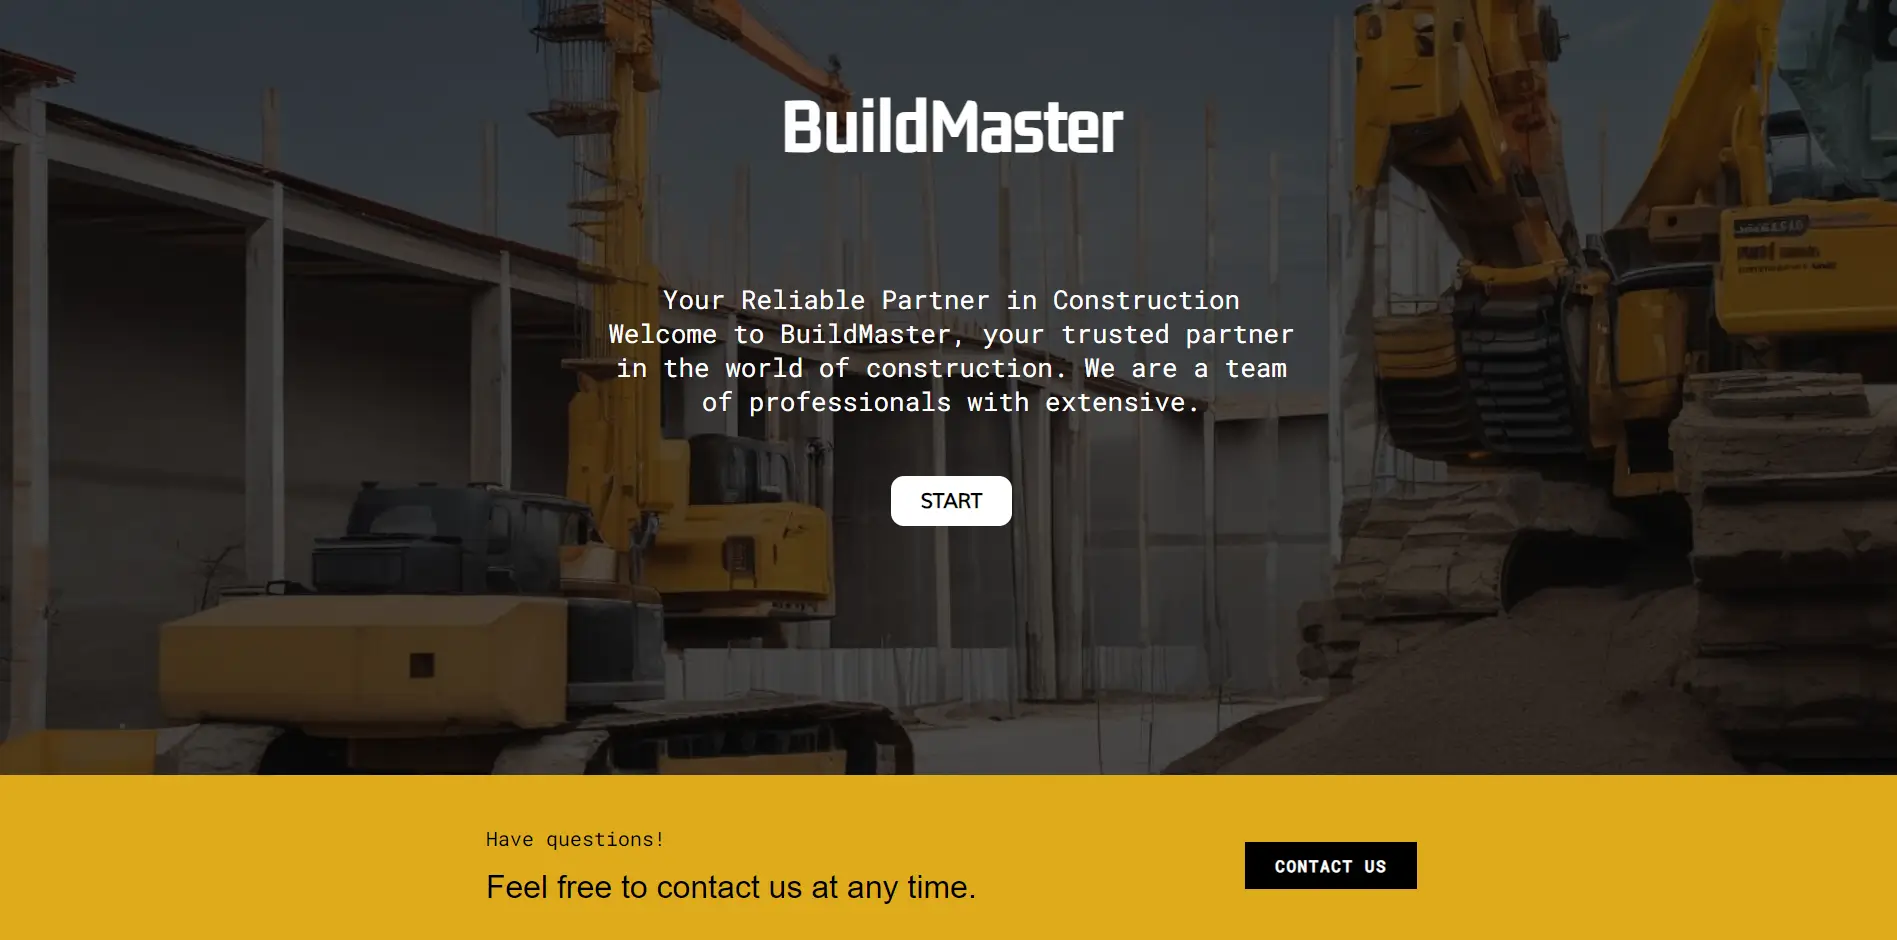 BuildMaster
Your Reliable Partner in Construction
Welcome to BuildMaster, your trusted partner
in the world of construction. We are a team
of professionals with extensive.
START
Have questions!
Feel free to contact us at any time.
CONTACT US